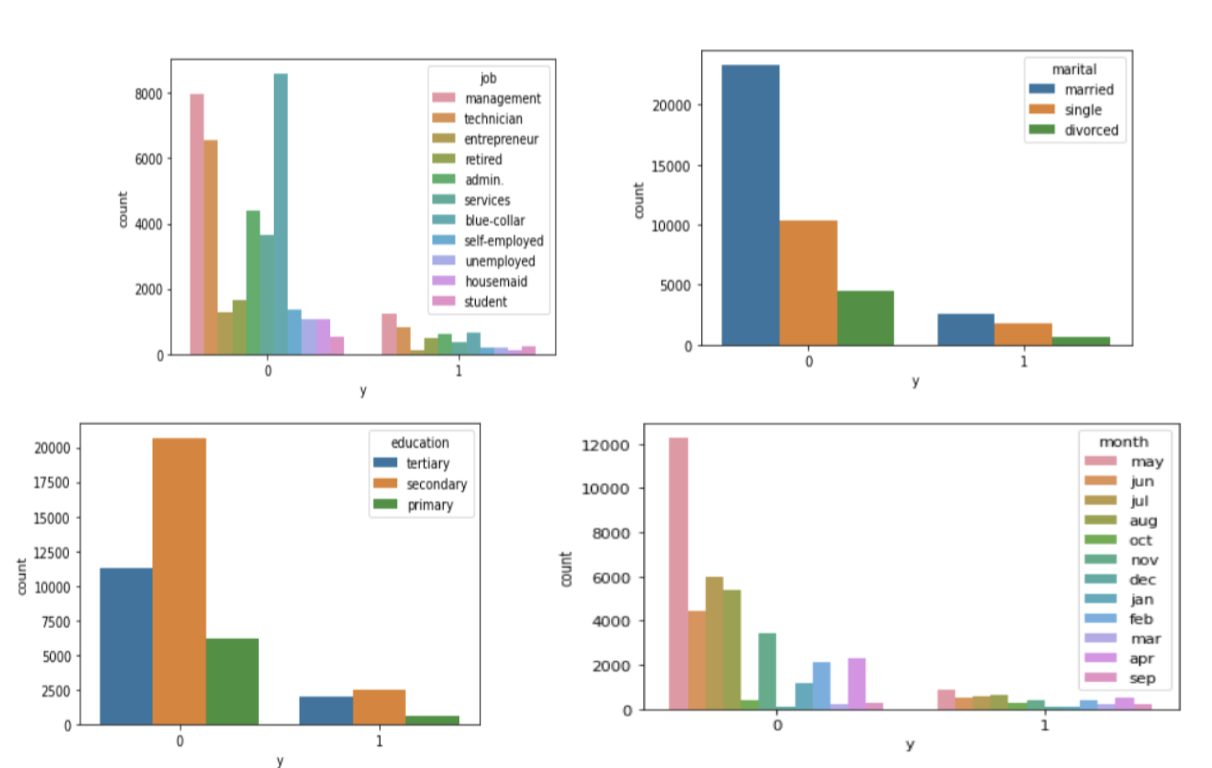 job
management
technician
entrepreneur
retired
admin.
services
blue-collar
self-employed
unemployed
housemaid
student
8000
6000
4000
2000
0
count
0 1
y
marital
married
single
divorced
20000
15000
10000
5000
0
count
0 1
y
education
tertiary
secondary
primary
20000
17500
15000
12500
10000
7500
5000
2500
0
count
0 1
y
month
may
jun
jul
aug
oct
nov
dec
jan
feb
mar
apr
sep
12000
10000
8000
6000
4000
2000
0
count
0 1
y